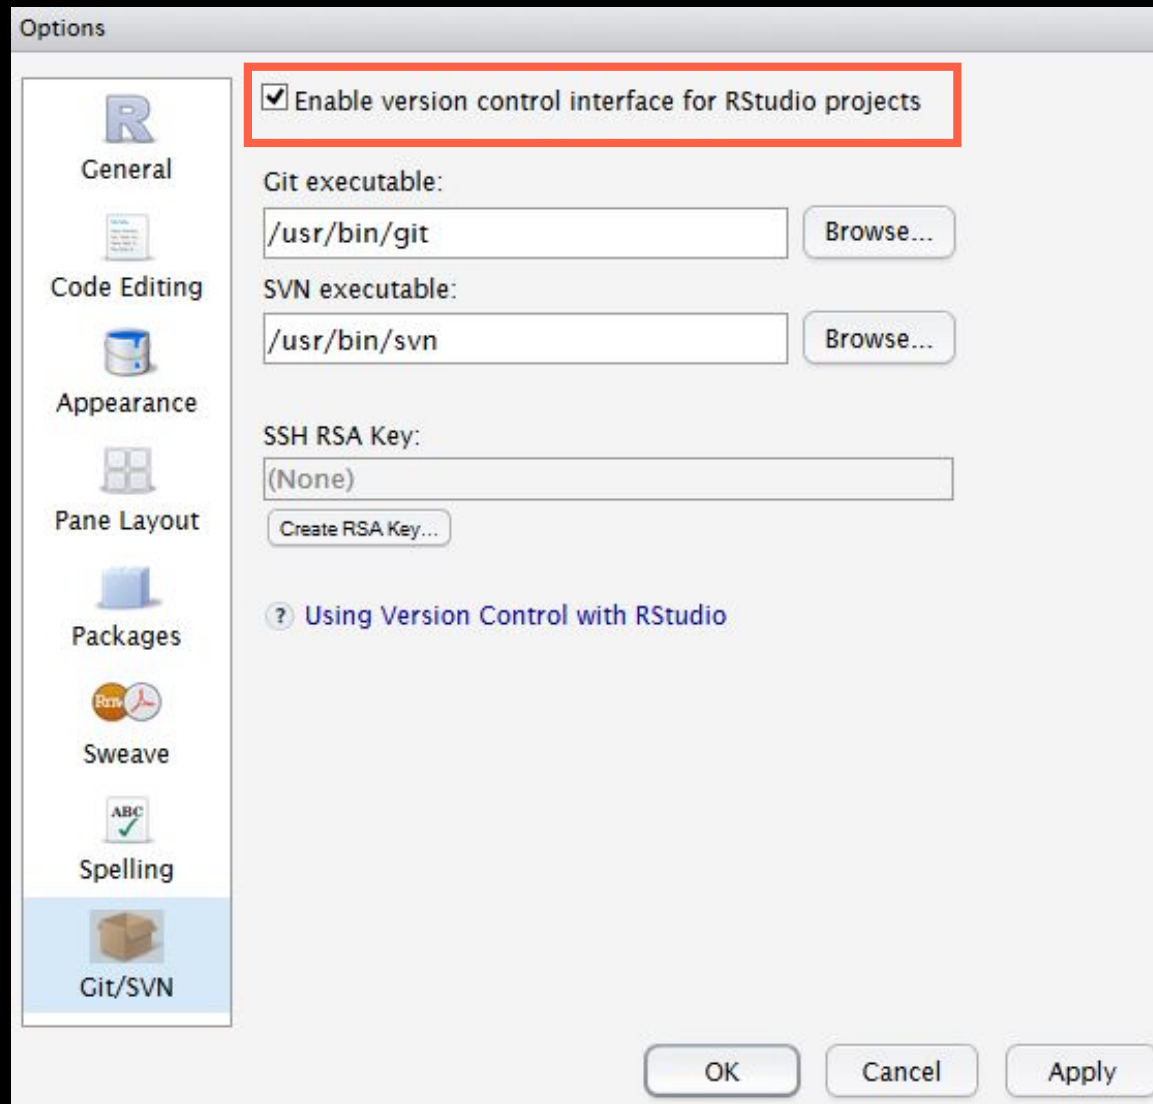 Options
R
General
Code Editing
Appearance
Pane Layout
Packages
Rnw
Sweave
ABC
Spelling
Git/SVN
Enable version control interface for RStudio projects
Git executable:
/usr/bin/git
Browse...
SVN executable:
/usr/bin/svn
Browse...
SSH RSA Key:
(None)
Create RSA Key...
? Using Version Control with RStudio
OK
Cancel
Apply